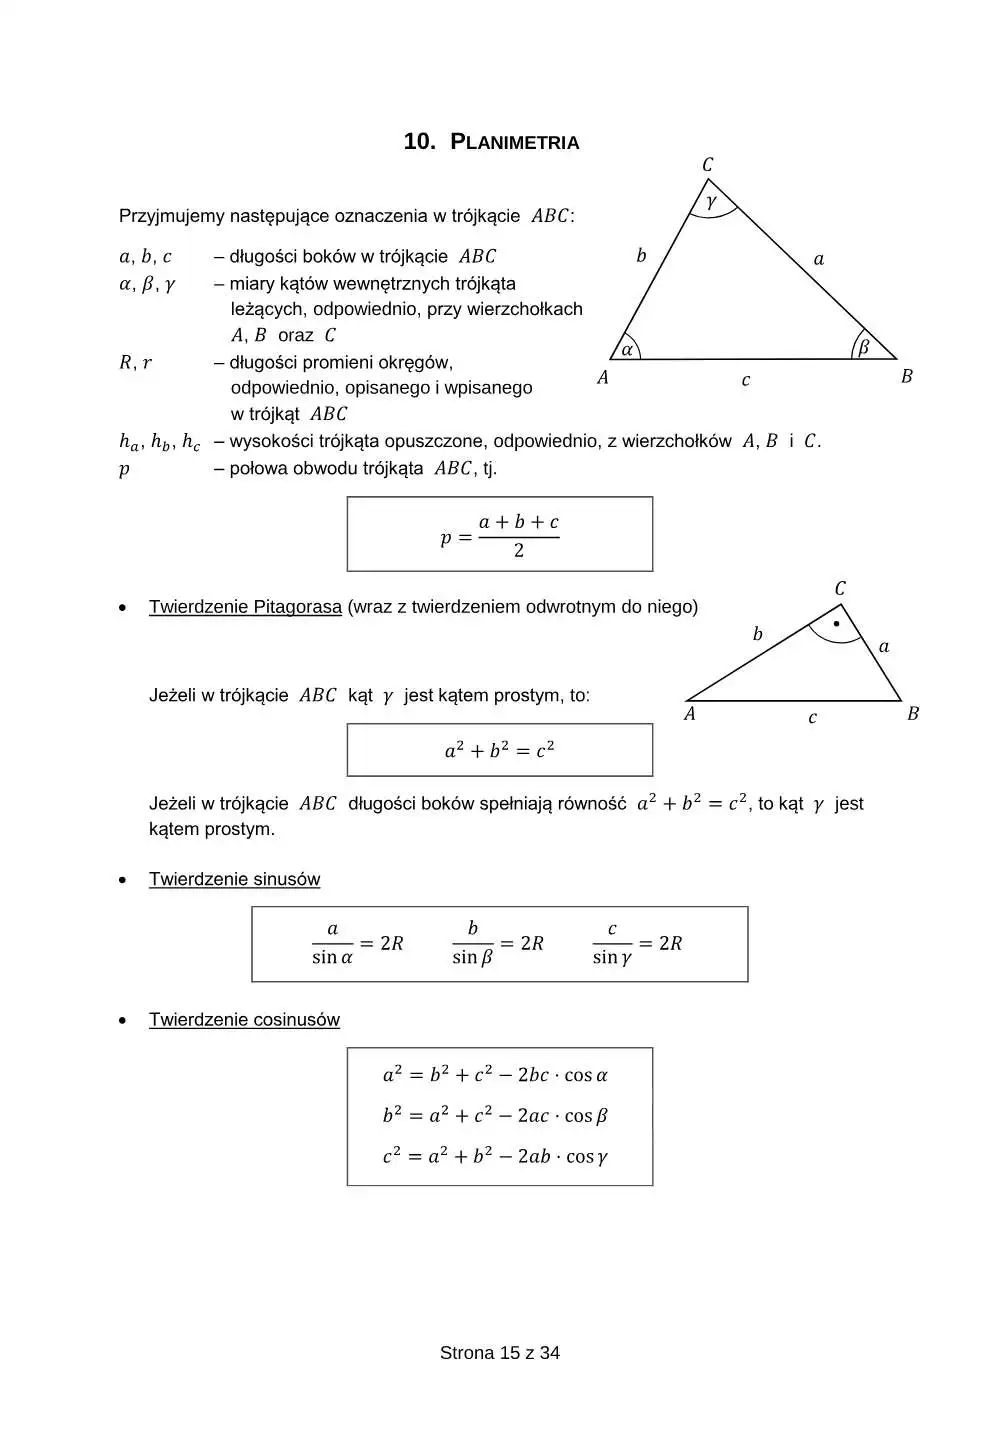 10. PLANIMETRIA
Przyjmujemy następujące oznaczenia w trójkącie ABC:
a, b, c – długości boków w trójkącie ABC
α, β, γ – miary kątów wewnętrznych trójkąta
leżących, odpowiednio, przy wierzchołkach
A, B oraz C
R, r – długości promieni okręgów,
odpowiednio, opisanego i wpisanego
w trójkąt ABC
hₐ, h_b, h_c – wysokości trójkąta opuszczone, odpowiednio, z wierzchołków A, B i C.
p – połowa obwodu trójkąta ABC, tj.
C
γ
b
a
α
β
A
c
B
p = (a + b + c)/2
• Twierdzenie Pitagorasa (wraz z twierdzeniem odwrotnym do niego)
C
b
a
A
c
B
Jeżeli w trójkącie ABC kąt γ jest kątem prostym, to:
a² + b² = c²
Jeżeli w trójkącie ABC długości boków spełniają równość a² + b² = c², to kąt γ jest
kątem prostym.
• Twierdzenie sinusów
a/sin α = 2R b/sin β = 2R c/sin γ = 2R
• Twierdzenie cosinusów
a² = b² + c² − 2bc · cos α
b² = a² + c² − 2ac · cos β
c² = a² + b² − 2ab · cos γ
Strona 15 z 34